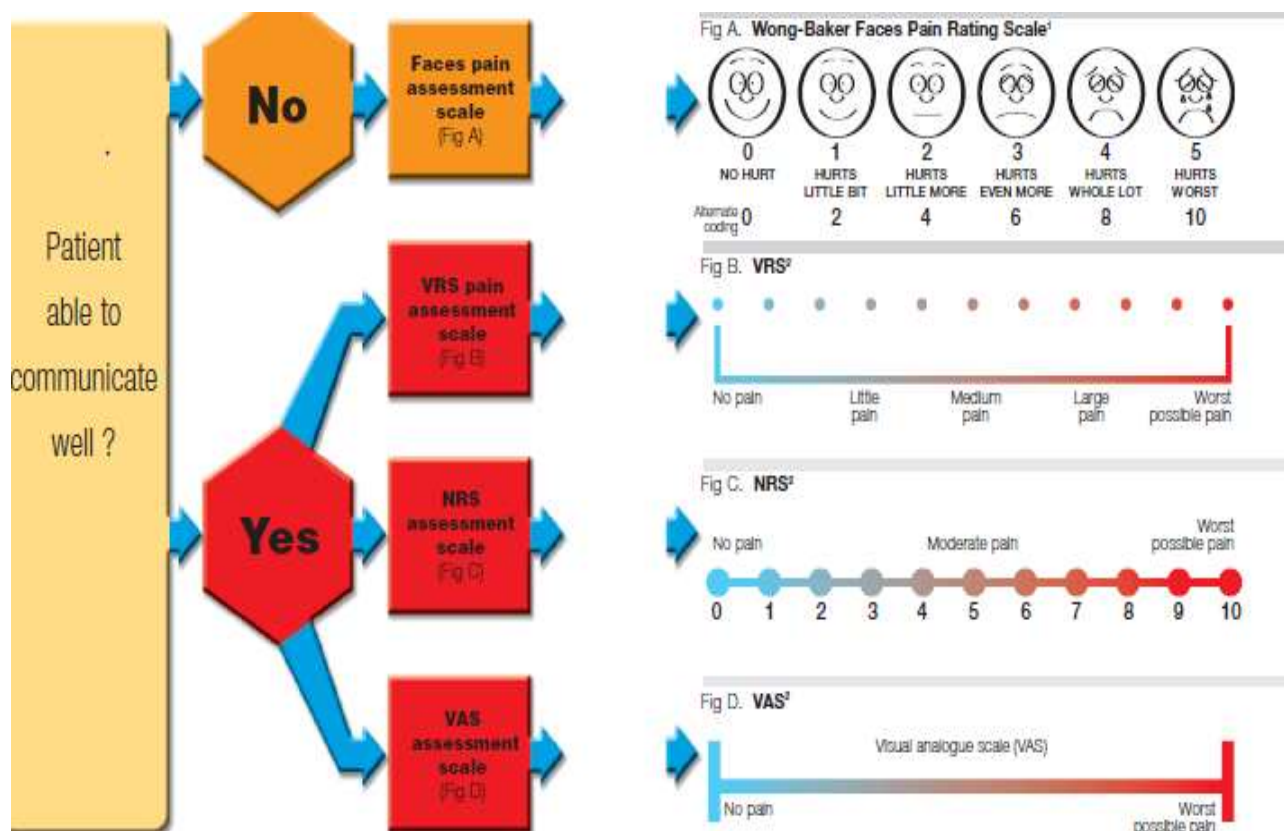 Patient
able to
communicate
well ?
No
Faces pain
assessment
scale
(Fig A)
Yes
VRS pain
assessment
scale
(Fig B)
NRS
assessment
scale
(Fig C)
VAS
assessment
scale
(Fig D)
Fig A. Wong-Baker Faces Pain Rating Scale¹
0 1 2 3 4 5
NO HURT HURTS HURTS HURTS HURTS HURTS
LITTLE BIT LITTLE MORE EVEN MORE WHOLE LOT WORST
Alternate
coding 0 2 4 6 8 10
Fig B. VRS²
No pain Little Medium Large Worst
pain pain pain possible pain
Fig C. NRS²
Worst
No pain Moderate pain possible pain
0 1 2 3 4 5 6 7 8 9 10
Fig D. VAS²
Visual analogue scale (VAS)
No pain Worst
possible pain